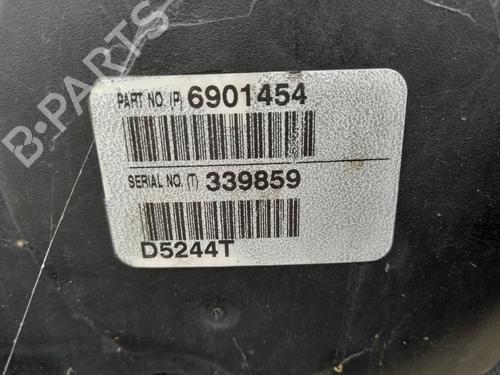 B-PARTS
PART NO. (P) 6901454
SERIAL NO. (T) 339859
D5244T